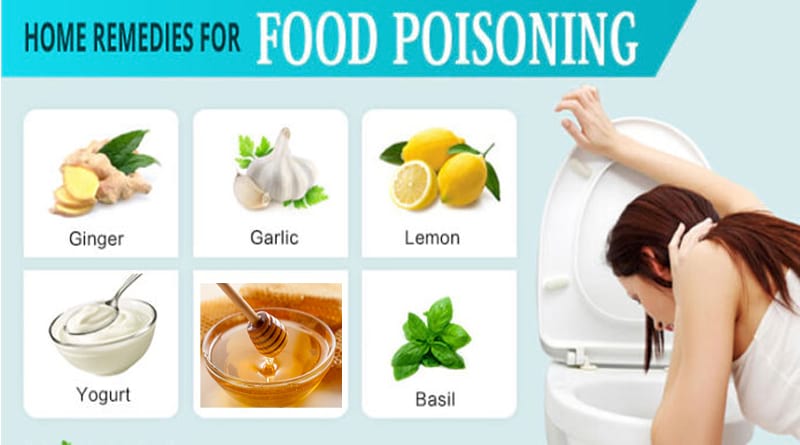 HOME REMEDIES FOR FOOD POISONING
Ginger
Garlic
Lemon
Yogurt
Basil